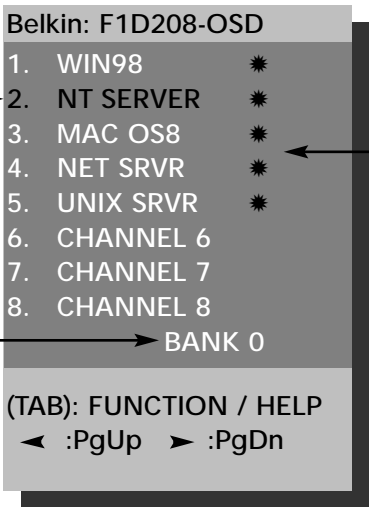 Belkin: F1D208-OSD
1. WIN98 ✹
2. NT SERVER ✹
3. MAC OS8 ✹
4. NET SRVR ✹
5. UNIX SRVR ✹
6. CHANNEL 6
7. CHANNEL 7
8. CHANNEL 8
BANK 0
(TAB): FUNCTION / HELP
◄ :PgUp ► :PgDn